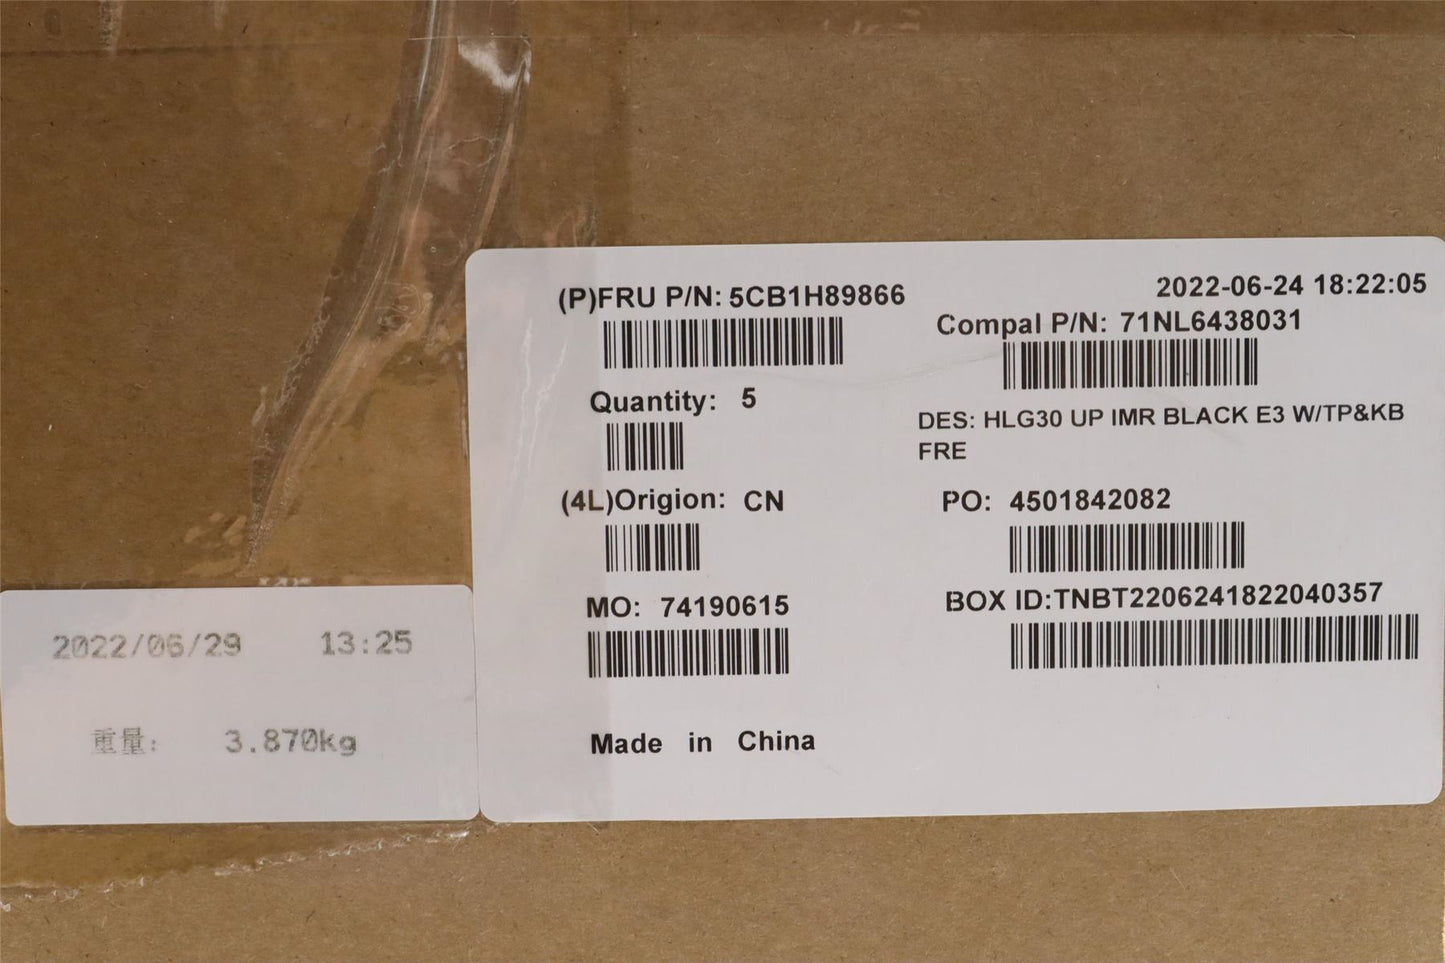 (P)FRU P/N: 5CB1H89866
2022-06-24 18:22:05
Compal P/N: 71NL6438031
Quantity: 5
DES: HLG30 UP IMR BLACK E3 W/TP&KB
FRE
(4L)Origion: CN
PO: 4501842082
MO: 74190615
BOX ID:TNBT2206241822040357
Made in China
2022/06/29 13:25
重量: 3.870kg